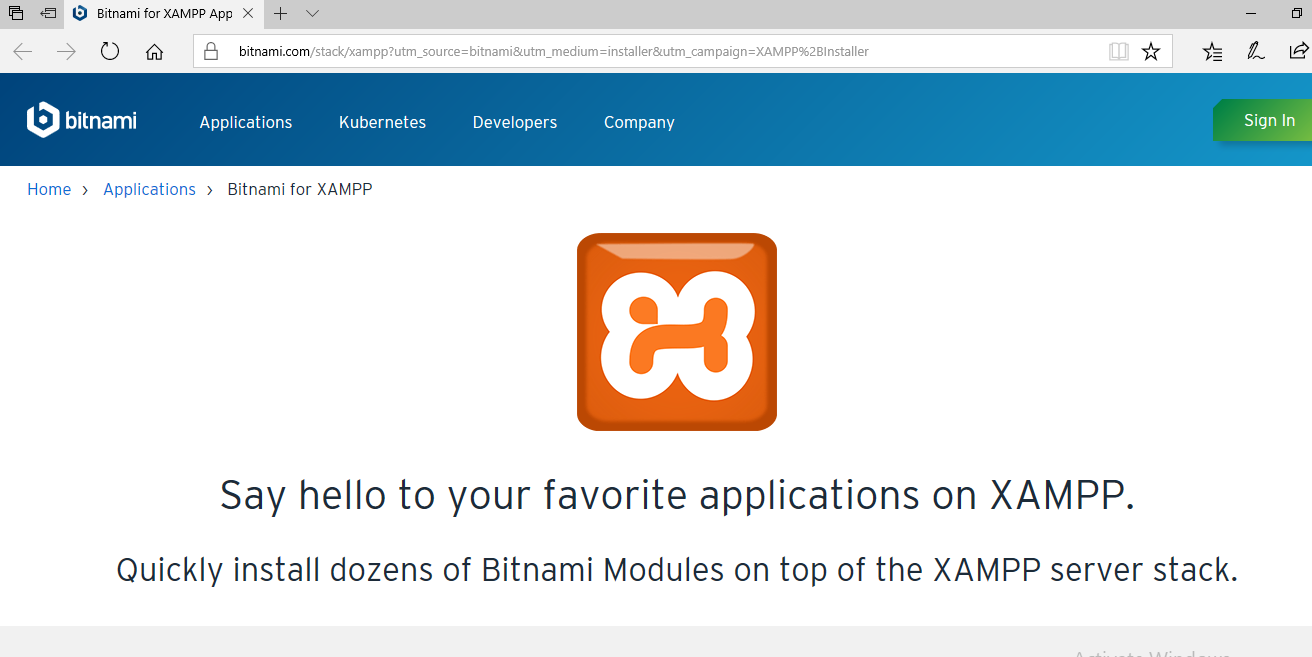 Bitnami for XAMPP App
bitnami.com/stack/xampp?utm_source=bitnami&utm_medium=installer&utm_campaign=XAMPP%2BInstaller
bitnami Applications Kubernetes Developers Company Sign In
Home › Applications › Bitnami for XAMPP
Say hello to your favorite applications on XAMPP.
Quickly install dozens of Bitnami Modules on top of the XAMPP server stack.
Activate Windows